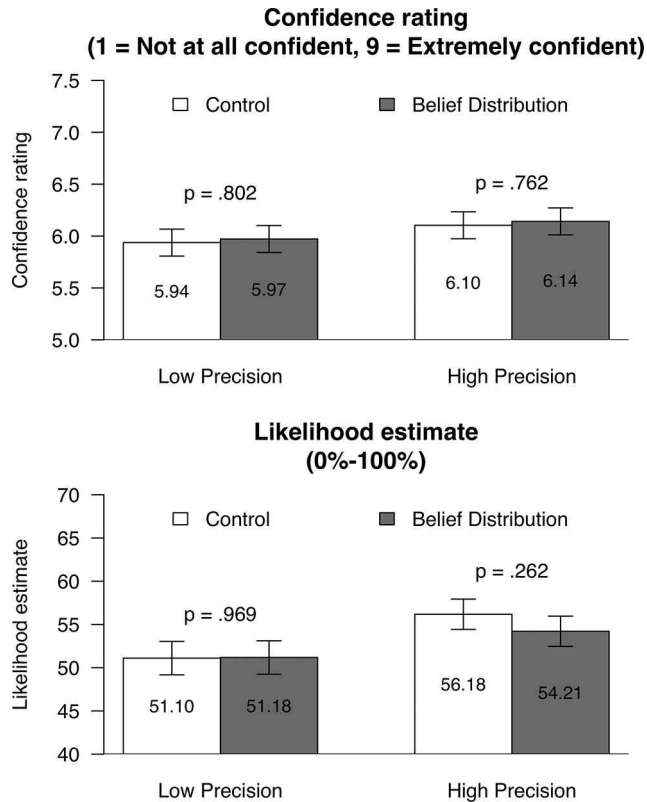 Confidence rating
(1 = Not at all confident, 9 = Extremely confident)
7.5
7.0
6.5
6.0
5.5
5.0
Confidence rating
Control
Belief Distribution
p = .802
p = .762
5.94
5.97
6.10
6.14
Low Precision
High Precision
Likelihood estimate
(0%-100%)
70
65
60
55
50
45
40
Likelihood estimate
Control
Belief Distribution
p = .969
p = .262
51.10
51.18
56.18
54.21
Low Precision
High Precision